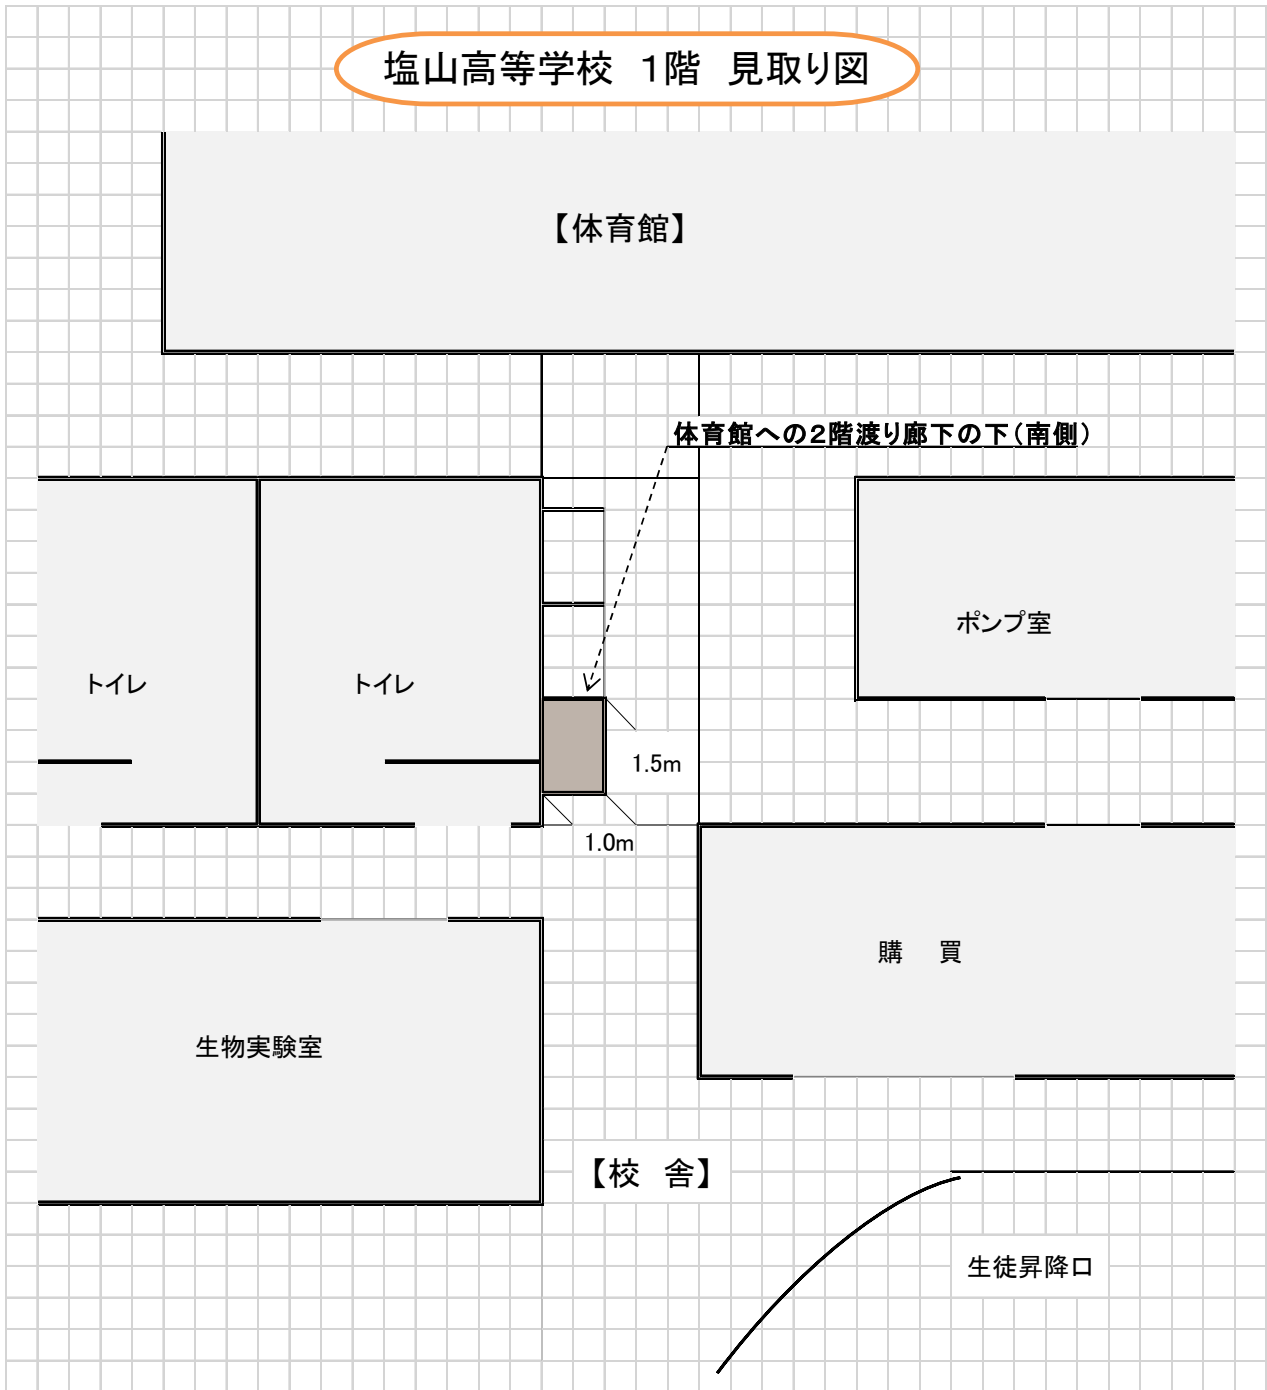 塩山高等学校　1階　見取り図
【体育館】
体育館への2階渡り廊下の下(南側)
ポンプ室
トイレ
トイレ
1.5m
1.0m
購　買
生物実験室
【校　舎】
生徒昇降口